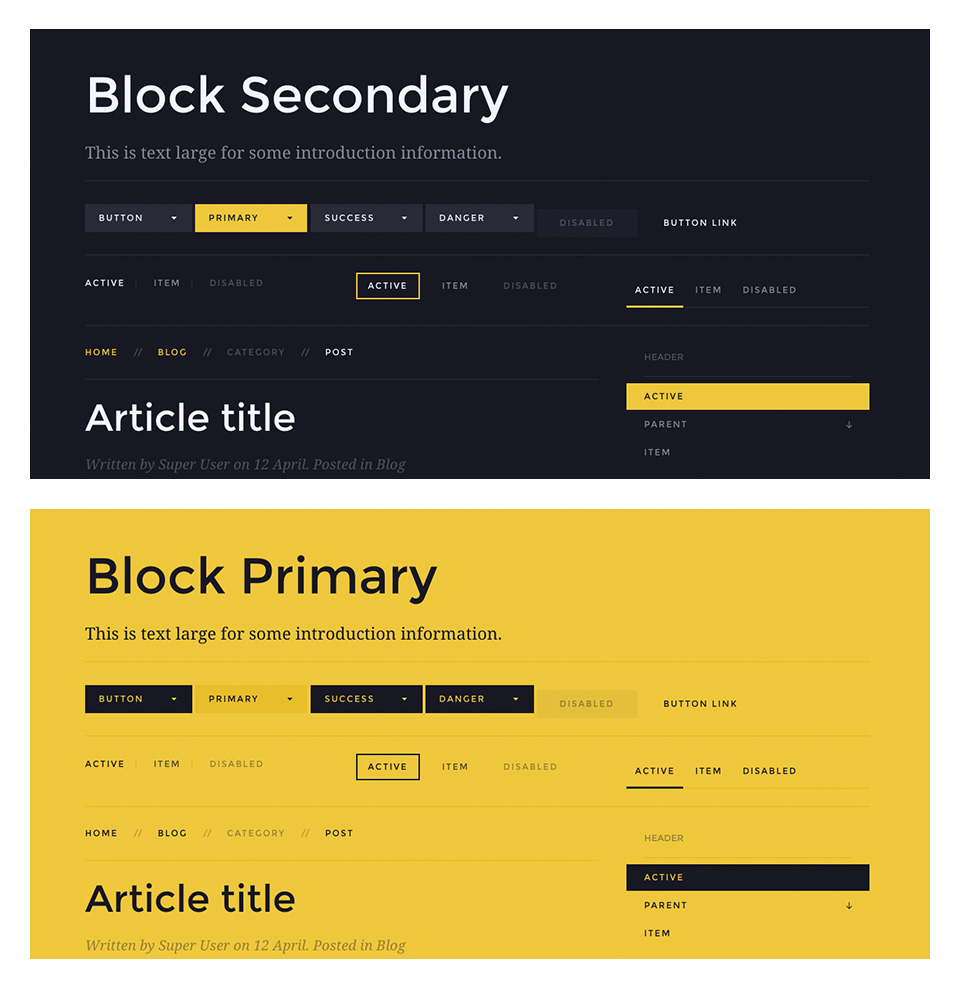 Block Secondary
This is text large for some introduction information.
BUTTON PRIMARY SUCCESS DANGER DISABLED BUTTON LINK
ACTIVE ITEM DISABLED ACTIVE ITEM DISABLED ACTIVE ITEM DISABLED
HOME // BLOG // CATEGORY // POST
HEADER
ACTIVE
Article title
PARENT
ITEM
Written by Super User on 12 April. Posted in Blog
Block Primary
This is text large for some introduction information.
BUTTON PRIMARY SUCCESS DANGER DISABLED BUTTON LINK
ACTIVE ITEM DISABLED ACTIVE ITEM DISABLED ACTIVE ITEM DISABLED
HOME // BLOG // CATEGORY // POST
HEADER
ACTIVE
Article title
PARENT
ITEM
Written by Super User on 12 April. Posted in Blog